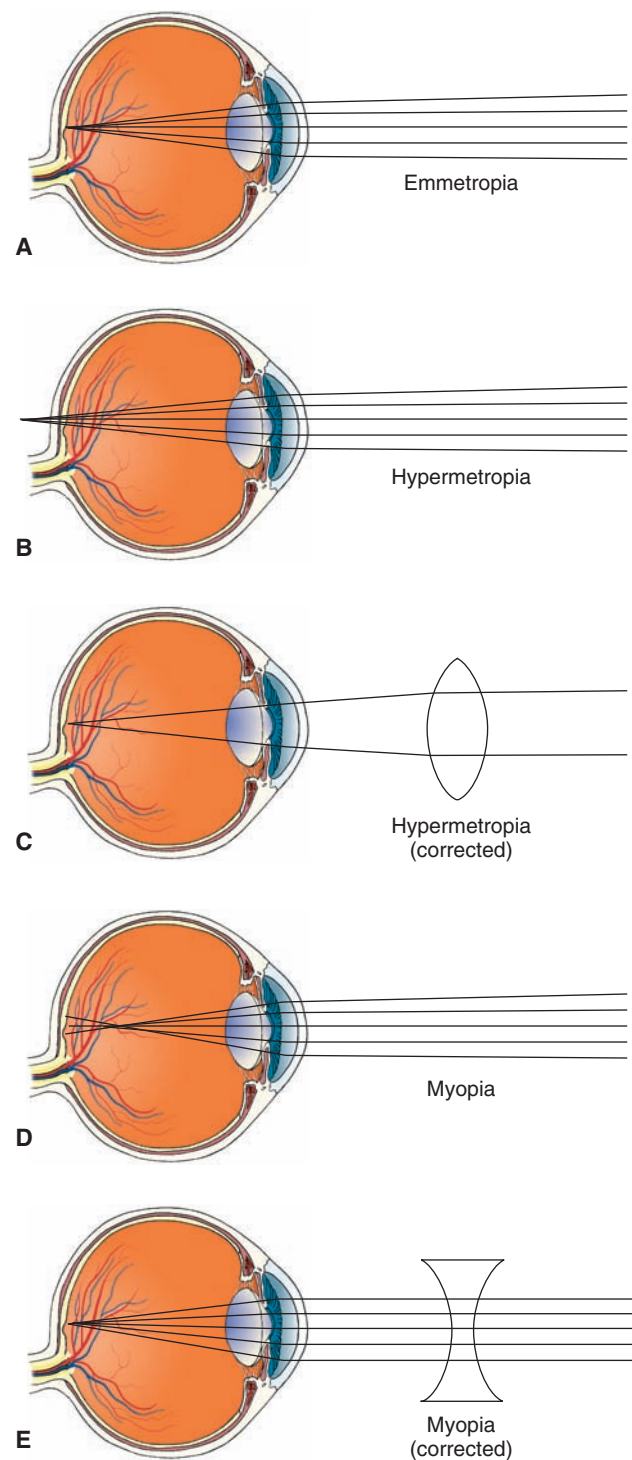 Emmetropia
A
Hypermetropia
B
Hypermetropia
(corrected)
C
Myopia
D
Myopia
(corrected)
E